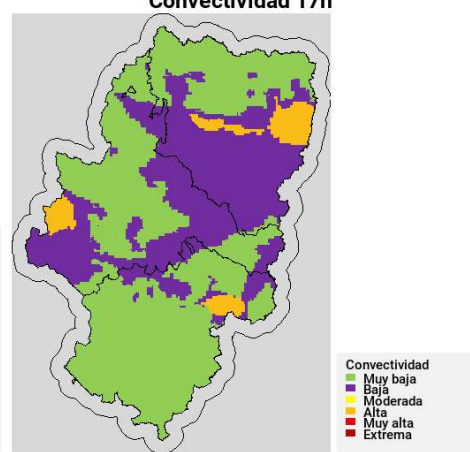 Convectividad 17h
Convectividad
Muy baja
Baja
Moderada
Alta
Muy alta
Extrema